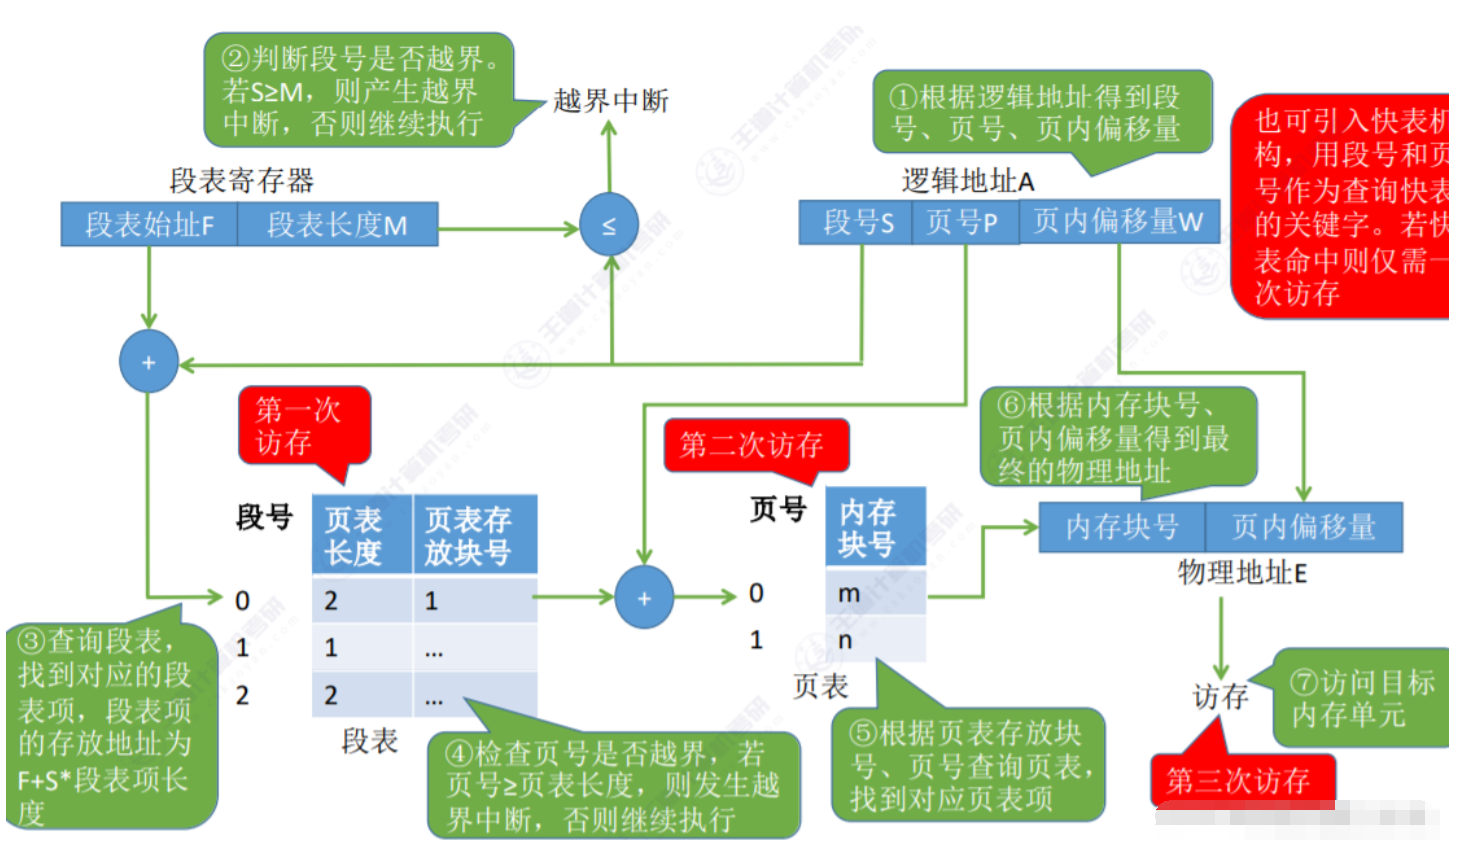 ②判断段号是否越界。
若S≥M，则产生越界
中断，否则继续执行
越界中断
①根据逻辑地址得到段
号、页号、页内偏移量
也可引入快表机
构，用段号和页
号作为查询快表
的关键字。若快
表命中则仅需一
次访存
段表寄存器
段表始址F 段表长度M
≤
逻辑地址A
段号S 页号P 页内偏移量W
+
第一次
访存
第二次访存
⑥根据内存块号、
页内偏移量得到最
终的物理地址
段号 页表长度 页表存放块号
0 2 1
1 1 ...
2 2 ...
段表
+
页号 内存块号
0 m
1 n
页表
内存块号 页内偏移量
物理地址E
③查询段表，
找到对应的段
表项，段表项
的存放地址为
F+S*段表项长
度
④检查页号是否越界，若
页号≥页表长度，则发生越
界中断，否则继续执行
⑤根据页表存放块
号、页号查询页表，
找到对应页表项
访存
⑦访问目标
内存单元
第三次访存
王道计算机考研